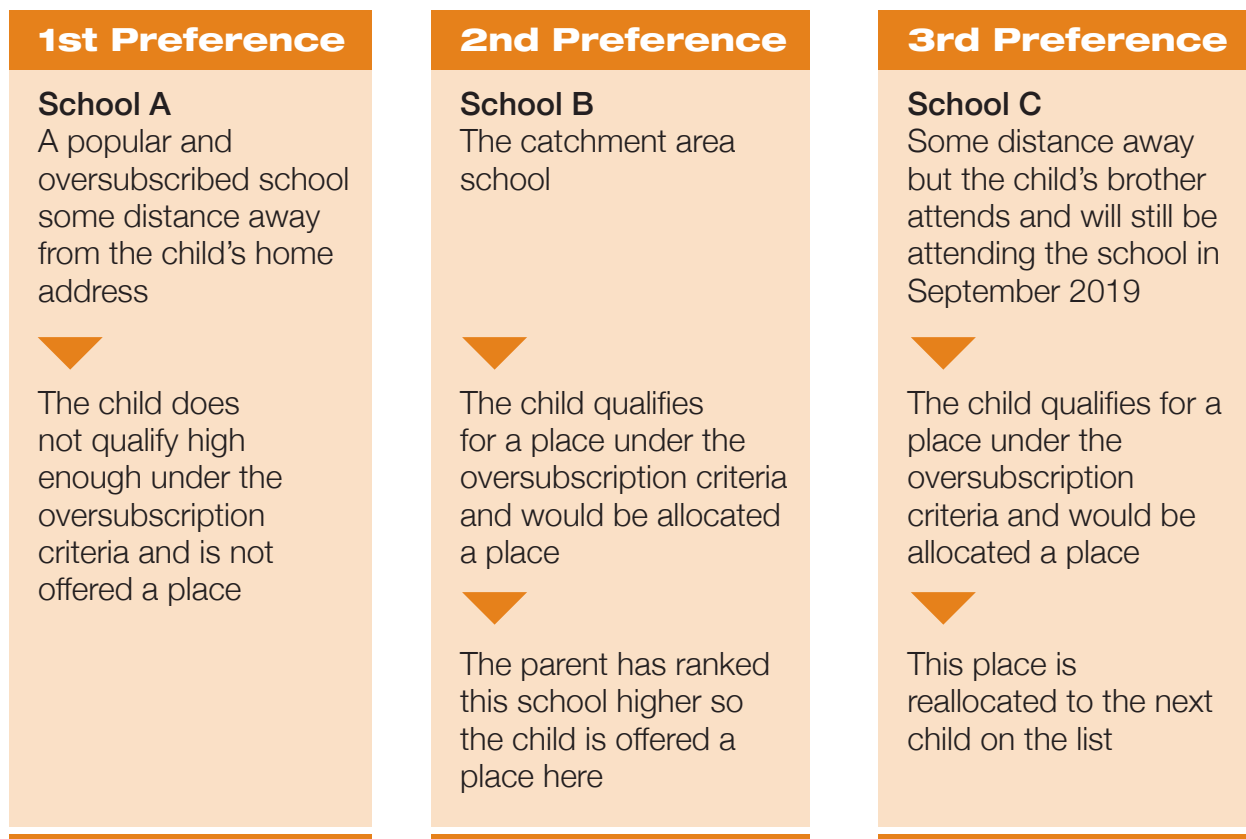 1st Preference
School A
A popular and
oversubscribed school
some distance away
from the child’s home
address
The child does
not qualify high
enough under the
oversubscription
criteria and is not
offered a place
2nd Preference
School B
The catchment area
school
The child qualifies
for a place under the
oversubscription criteria
and would be allocated
a place
The parent has ranked
this school higher so
the child is offered a
place here
3rd Preference
School C
Some distance away
but the child’s brother
attends and will still be
attending the school in
September 2019
The child qualifies for a
place under the
oversubscription
criteria and would be
allocated a place
This place is
reallocated to the next
child on the list